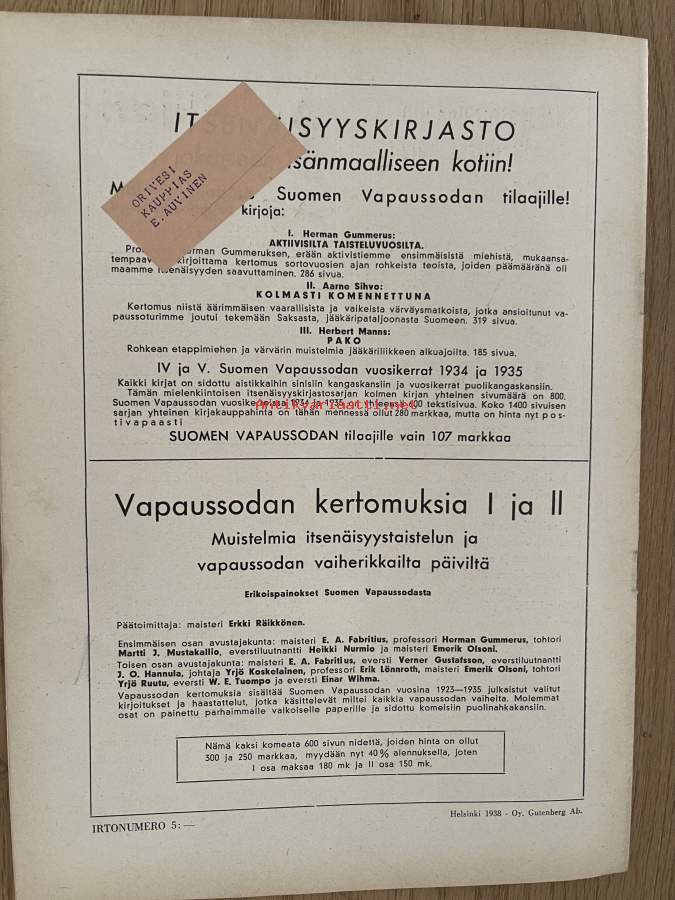 ITSENÄISYYSKIRJASTO
isänmaalliseen kotiin!
Suomen Vapaussodan tilaajille!
kirjoja:
ORIVESI
KAUPPIAS
E. AUVINEN
I. Herman Gummerus:
AKTIIVISILTA TAISTELUVUOSILTA.
Herman Gummeruksen, erään aktivistiemme ensimmäisistä miehistä, mukaansa-
kirjoittama kertomus sortovuosien ajan rohkeista teoista, joiden päämääränä oli
maamme itsenäisyyden saavuttaminen. 286 sivua.
II. Aarne Sihvo:
KOLMASTI KOMENNETTUNA
Kertomus niistä äärimmäisen vaarallisista ja vaikeista värväysmatkoista, jotka ansioitunut va-
paussoturimme joutui tekemään Saksasta, jääkäripataljoonasta Suomeen. 319 sivua.
III. Herbert Manns:
PAKO
Rohkean etappimiehen ja värvärin muistelmia jääkäriliikkeen alkuajoilta. 185 sivua.
IV ja V. Suomen Vapaussodan vuosikerrat 1934 ja 1935
Kaikki kirjat on sidottu aistikkaihin sinisiin kangaskansiin ja vuosikerrat puolikangaskansiin.
Tämän mielenkiintoisen itsenäisyyskirjastosarjan kolmen kirjan yhteinen sivumäärä on 800.
Suomen Vapaussodan vuosikerroissa 1934 ja 1935 on yhteensä 600 tekstisivua. Koko 1400 sivuisen
sarjan yhteinen kirjakauppahinta on tähän mennessä ollut 280 markkaa, mutta on hinta nyt pos-
tivapaasti
Antikvariaatti.net
SUOMEN VAPAUSSODAN tilaajille vain 107 markkaa
Vapaussodan kertomuksia I ja II
Muistelmia itsenäisyystaistelun ja
vapaussodan vaiherikkailta päiviltä
Erikoispainokset Suomen Vapaussodasta
Päätoimittaja: maisteri Erkki Räikkönen.
Ensimmäisen osan avustajakunta: maisteri E. A. Fabritius, professori Herman Gummerus, tohtori
Martti J. Mustakallio, everstiluutnantti Heikki Nurmio ja maisteri Emerik Olsoni.
Toisen osan avustajakunta: maisteri E. A. Fabritius, eversti Verner Gustafsson, everstiluutnantti
J. O. Hannula, johtaja Yrjö Koskelainen, professori Erik Lönnroth, maisteri Emerik Olsoni, tohtori
Yrjö Ruutu, eversti W. E. Tuompo ja eversti Einar Wihma.
Vapaussodan kertomuksia sisältää Suomen Vapaussodan vuosina 1923—1935 julkaistut valitut
kirjoitukset ja haastattelut, jotka käsittelevät miltei kaikkia vapaussodan vaiheita. Molemmat
osat on painettu parhaimmalle valkoiselle paperille ja sidottu komeisiin puolinahkakansiin.
Nämä kaksi komeata 600 sivun nidettä, joiden hinta on ollut
300 ja 250 markkaa, myydään nyt 40% alennuksella, joten
I osa maksaa 180 mk ja II osa 150 mk.
IRTONUMERO 5: —
Helsinki 1938 - Oy. Gutenberg Ab.